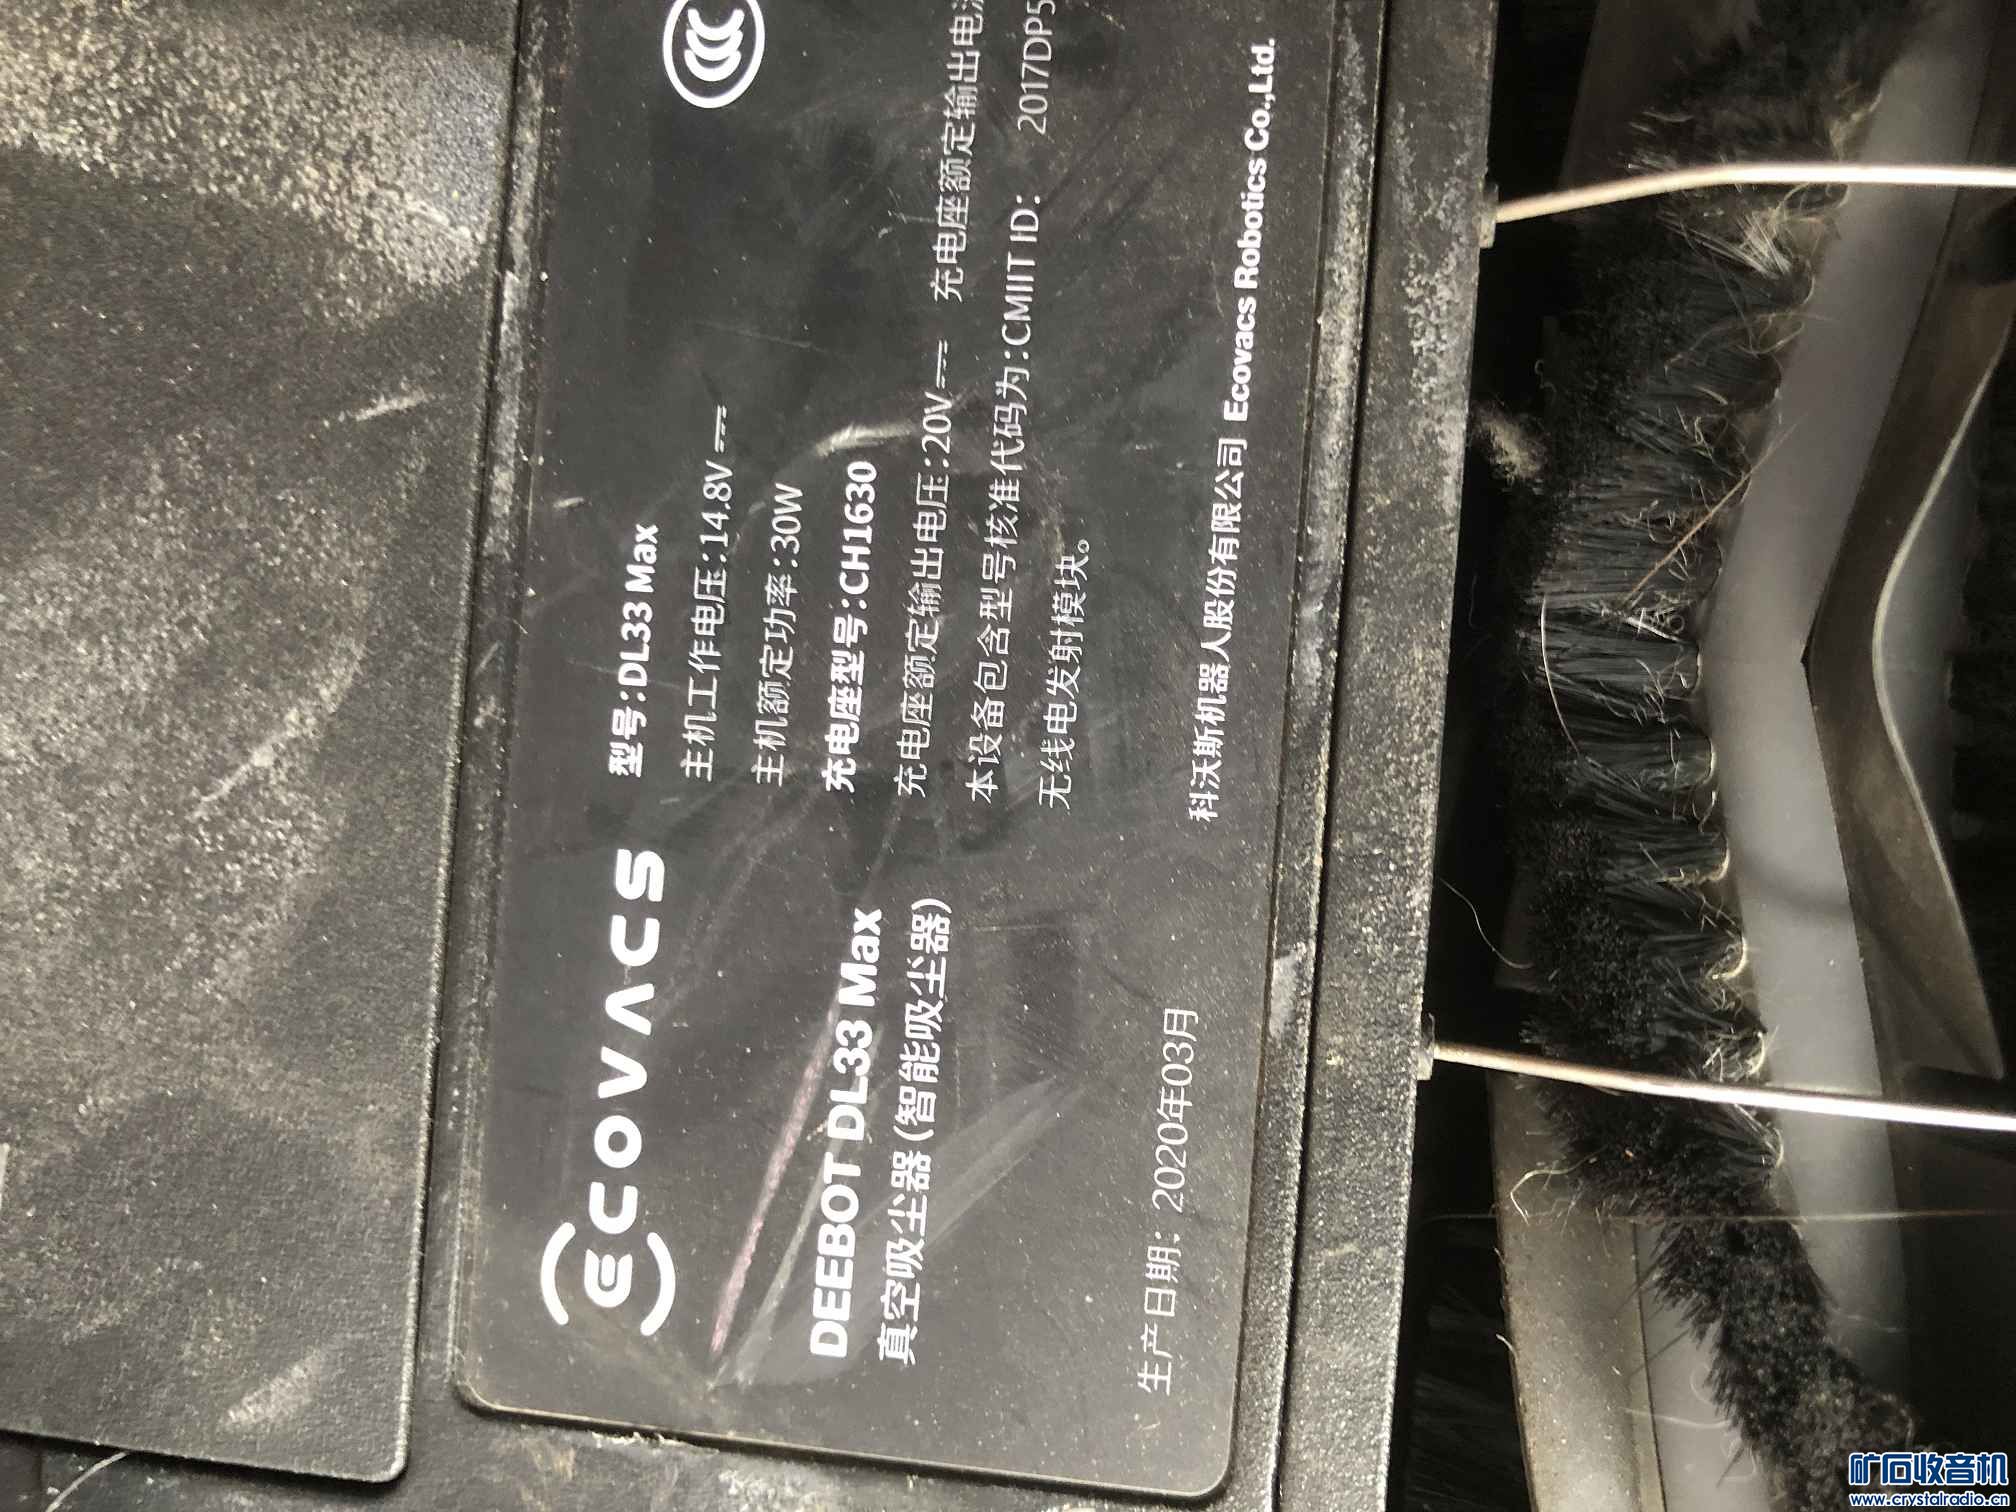 ECOVACS
DEEBOT DL33 Max
真空吸尘器(智能吸尘器)
生产日期: 2020年03月
型号:DL33 Max
主机工作电压:14.8V
主机额定功率:30W
充电座型号:CH1630
充电座额定输出电压:20V 充电座额定输出电流
本设备包含型号核准代码为:CMIIT ID: 2017DP5
无线电发射模块。
科沃斯机器人股份有限公司 Ecovacs Robotics Co.,Ltd.
CCC
矿石收音机
www.crystalradio.cn